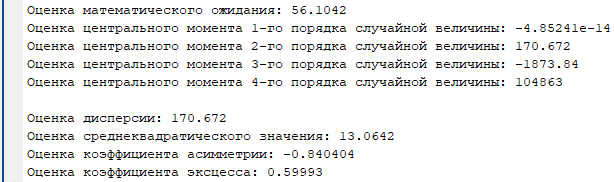 Оценка математического ожидания: 56.1042
Оценка центрального момента 1-го порядка случайной величины: -4.85241e-14
Оценка центрального момента 2-го порядка случайной величины: 170.672
Оценка центрального момента 3-го порядка случайной величины: -1873.84
Оценка центрального момента 4-го порядка случайной величины: 104863
Оценка дисперсии: 170.672
Оценка среднеквадратического значения: 13.0642
Оценка коэффициента асимметрии: -0.840404
Оценка коэффициента эксцесса: 0.59993